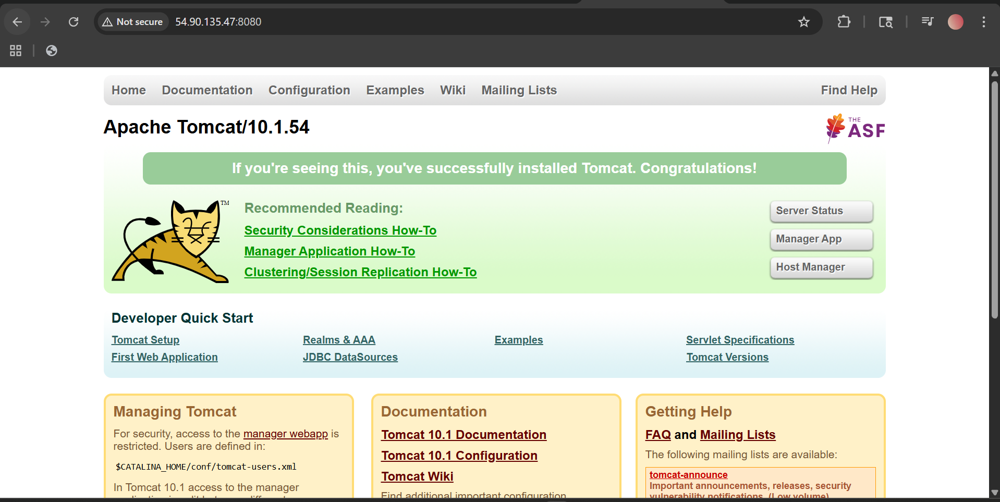 Not secure 54.90.135.47:8080
Home Documentation Configuration Examples Wiki Mailing Lists Find Help
Apache Tomcat/10.1.54
THE
ASF
If you're seeing this, you've successfully installed Tomcat. Congratulations!
TM
Recommended Reading:
Security Considerations How-To
Manager Application How-To
Clustering/Session Replication How-To
Server Status
Manager App
Host Manager
Developer Quick Start
Tomcat Setup
First Web Application
Realms & AAA
JDBC DataSources
Examples
Servlet Specifications
Tomcat Versions
Managing Tomcat
For security, access to the manager webapp is
restricted. Users are defined in:
$CATALINA_HOME/conf/tomcat-users.xml
In Tomcat 10.1 access to the manager
Documentation
Tomcat 10.1 Documentation
Tomcat 10.1 Configuration
Tomcat Wiki
Find additional important configuration
Getting Help
FAQ and Mailing Lists
The following mailing lists are available:
tomcat-announce
Important announcements, releases, security
vulnerability notifications. (Low volume).